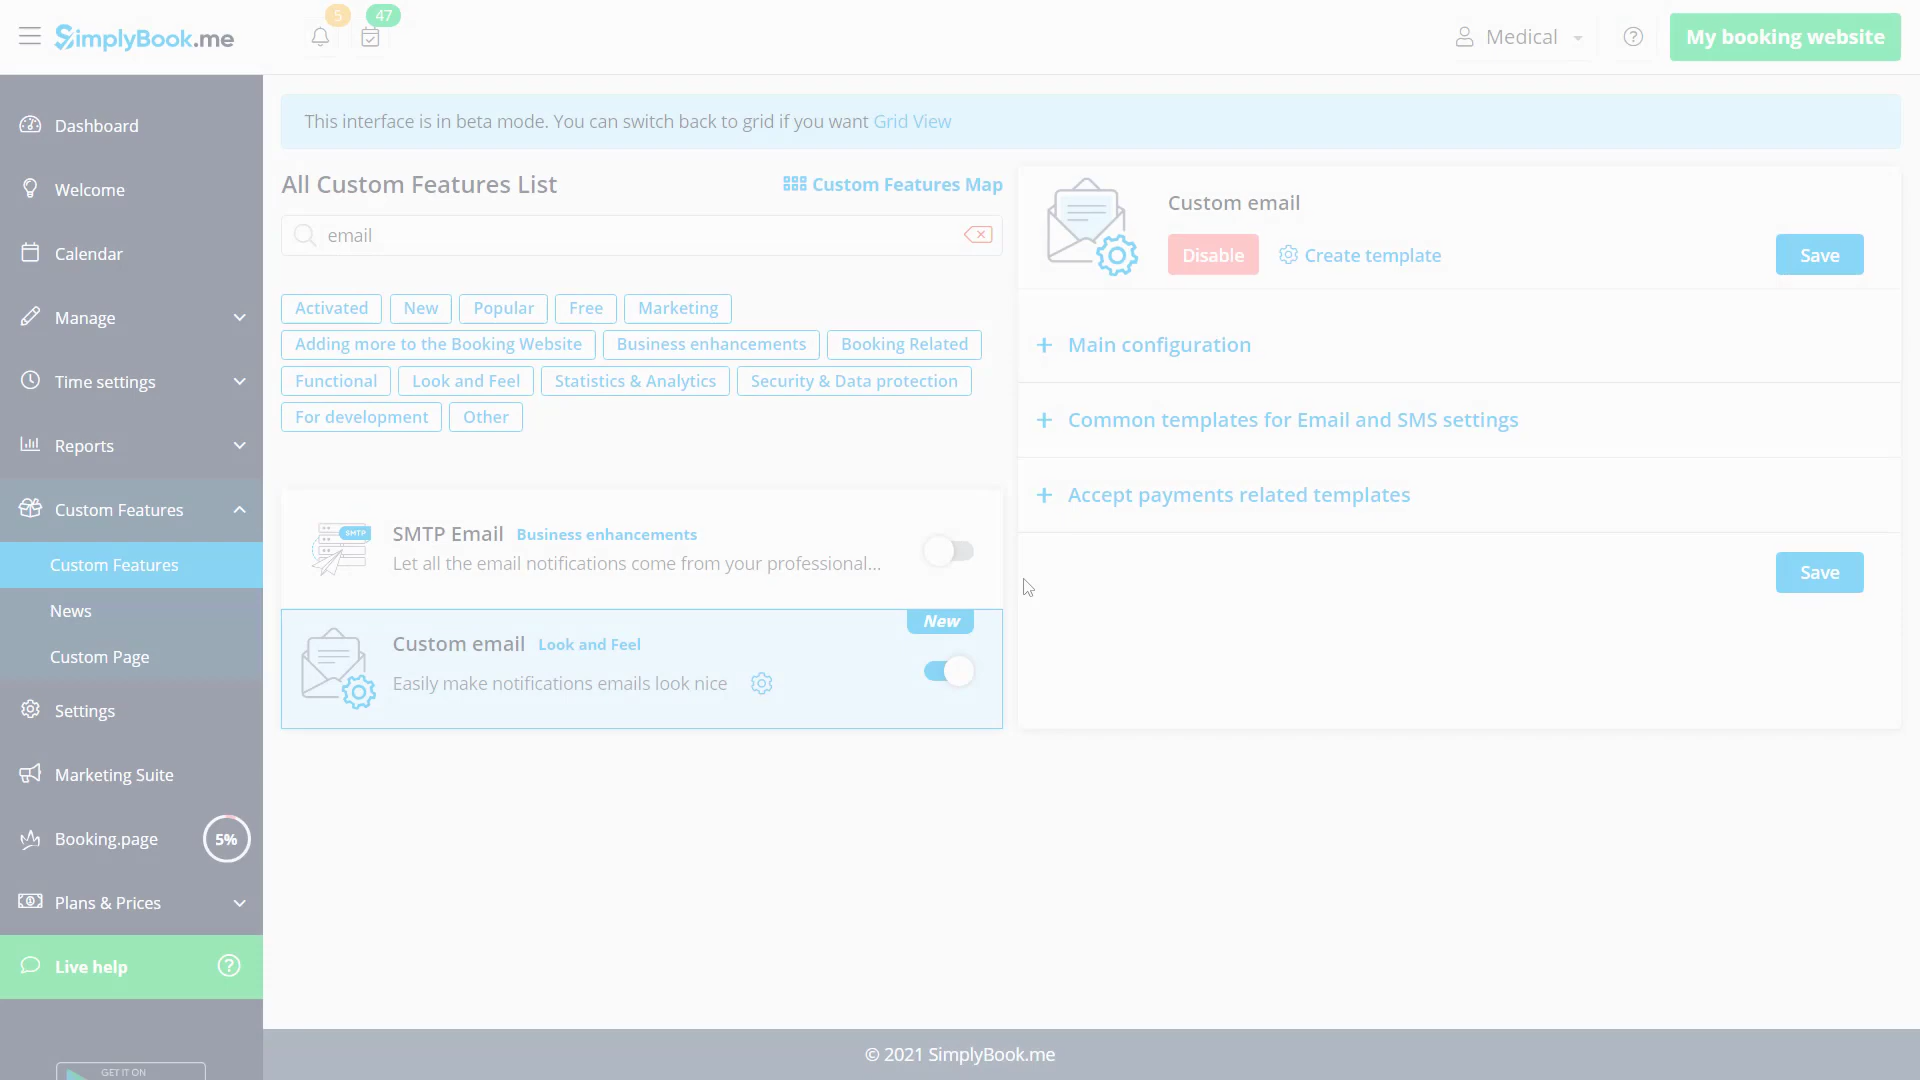 SimplyBook.me
5
47
Medical
My booking website
Dashboard
Welcome
Calendar
Manage
Time settings
Reports
Custom Features
Custom Features
News
Custom Page
Settings
Marketing Suite
Booking.page
5%
Plans & Prices
Live help
GET IT ON
This interface is in beta mode. You can switch back to grid if you want Grid View
All Custom Features List
Custom Features Map
email
Activated
New
Popular
Free
Marketing
Adding more to the Booking Website
Business enhancements
Booking Related
Functional
Look and Feel
Statistics & Analytics
Security & Data protection
For development
Other
SMTP
SMTP Email Business enhancements
Let all the email notifications come from your professional...
New
Custom email Look and Feel
Easily make notifications emails look nice
Custom email
Disable
Create template
Save
+ Main configuration
+ Common templates for Email and SMS settings
+ Accept payments related templates
Save
© 2021 SimplyBook.me